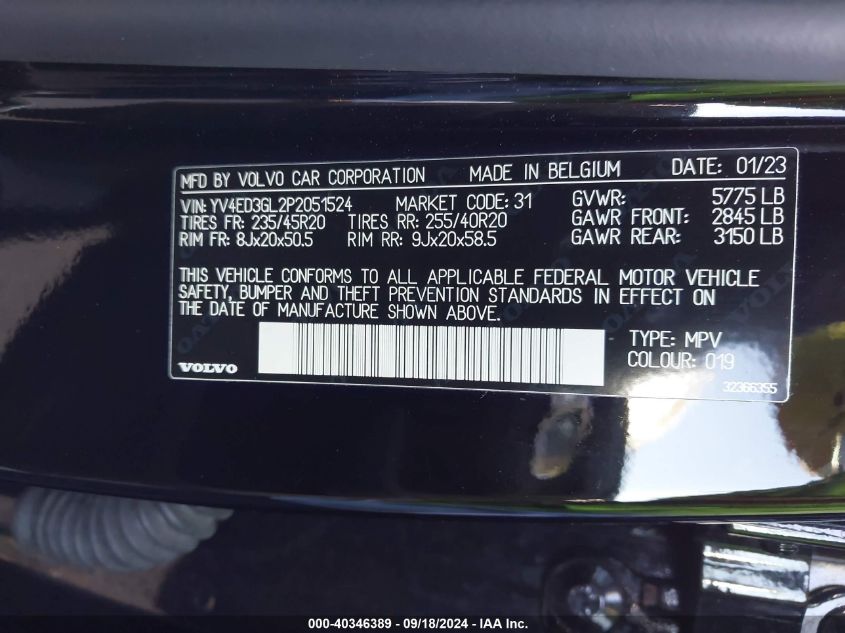 MFD BY VOLVO CAR CORPORATION MADE IN BELGIUM DATE: 01/23
VIN: YV4ED3GL2P2051524 MARKET CODE: 31 GVWR: 5775 LB
TIRES FR: 235/45R20 TIRES RR: 255/40R20 GAWR FRONT: 2845 LB
RIM FR: 8Jx20x50.5 RIM RR: 9Jx20x58.5 GAWR REAR: 3150 LB
THIS VEHICLE CONFORMS TO ALL APPLICABLE FEDERAL MOTOR VEHICLE
SAFETY, BUMPER AND THEFT PREVENTION STANDARDS IN EFFECT ON
THE DATE OF MANUFACTURE SHOWN ABOVE.
TYPE: MPV
COLOUR: 019
VOLVO
32366355
000-40346389 - 09/18/2024 - IAA Inc.